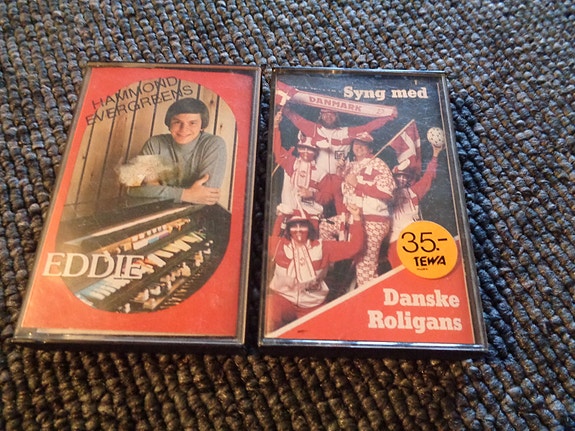 HAMMOND
EVERGREENS
EDDIE
Syng med
DANMARK
35.-
TEWA
Danske
Roligans